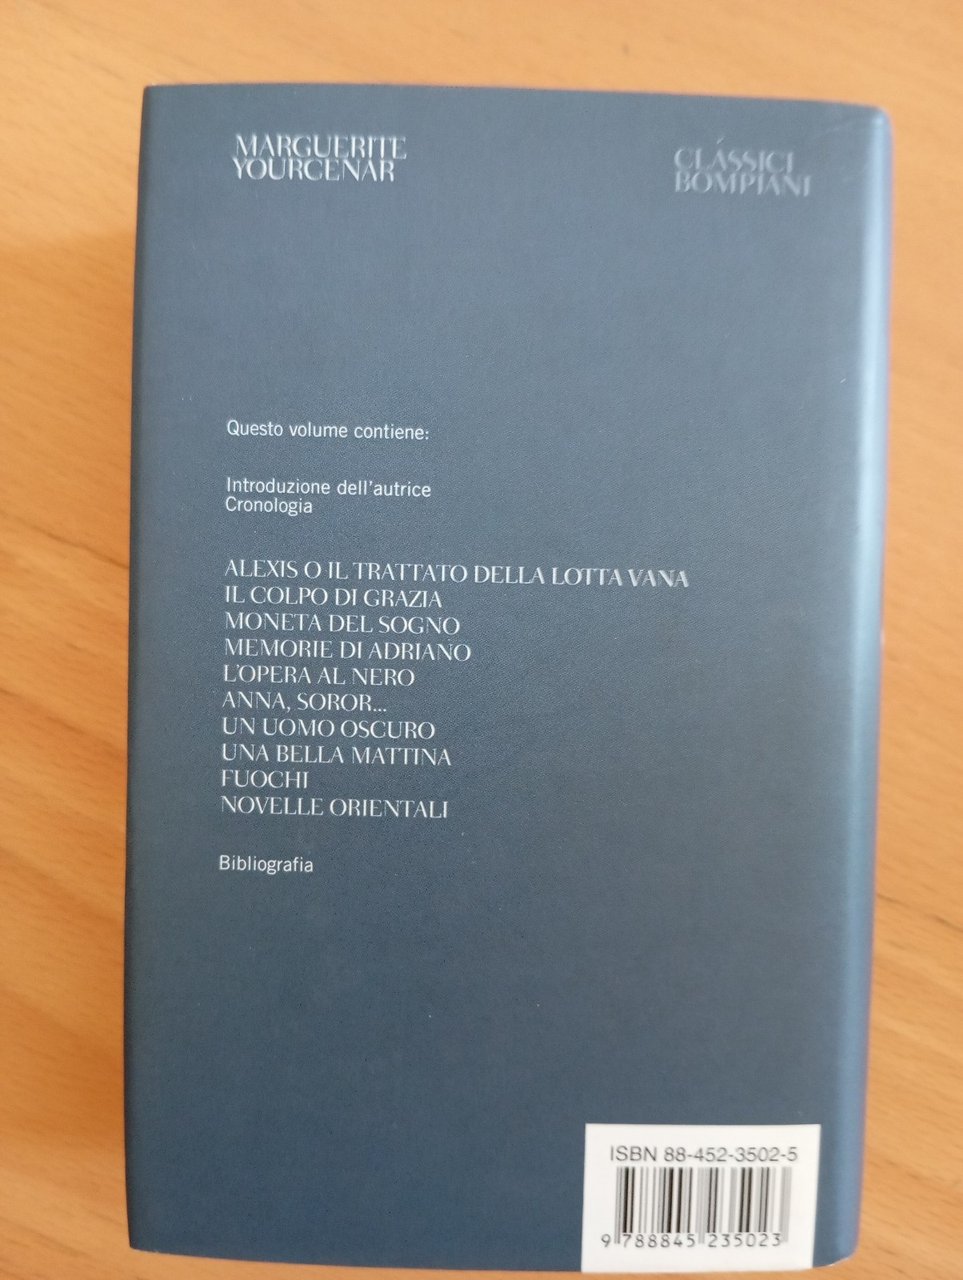 MARGUERITE
YOURCENAR
CLÁSSICI
BOMPIANI
Questo volume contiene:
Introduzione dell'autrice
Cronologia
ALEXIS O IL TRATTATO DELLA LOTTA VANA
IL COLPO DI GRAZIA
MONETA DEL SOGNO
MEMORIE DI ADRIANO
L'OPERA AL NERO
ANNA, SOROR...
UN UOMO OSCURO
UNA BELLA MATTINA
FUOCHI
NOVELLE ORIENTALI
Bibliografia
ISBN 88-452-3502-5
9 788845 235023